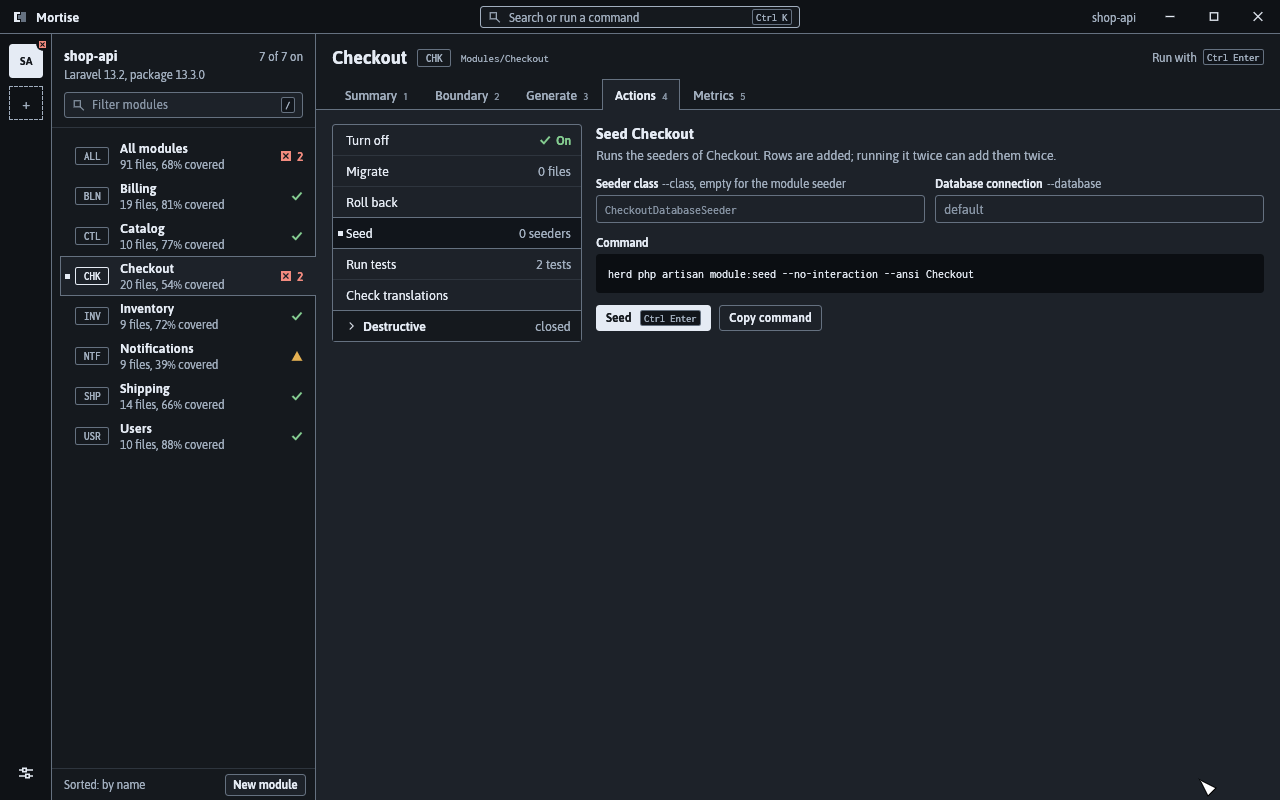 Mortise
Search or run a command
Ctrl K
shop-api
SA
+
shop-api
7 of 7 on
Laravel 13.2, package 13.3.0
Filter modules
/
ALL
All modules
91 files, 68% covered
2
BLN
Billing
19 files, 81% covered
CTL
Catalog
10 files, 77% covered
CHK
Checkout
20 files, 54% covered
2
INV
Inventory
9 files, 72% covered
NTF
Notifications
9 files, 39% covered
SHP
Shipping
14 files, 66% covered
USR
Users
10 files, 88% covered
Sorted: by name
New module
Checkout
CHK
Modules/Checkout
Run with
Ctrl Enter
Summary 1
Boundary 2
Generate 3
Actions 4
Metrics 5
Turn off
On
Migrate
0 files
Roll back
Seed
0 seeders
Run tests
2 tests
Check translations
Destructive
closed
Seed Checkout
Runs the seeders of Checkout. Rows are added; running it twice can add them twice.
Seeder class --class, empty for the module seeder
CheckoutDatabaseSeeder
Database connection --database
default
Command
herd php artisan module:seed --no-interaction --ansi Checkout
Seed
Ctrl Enter
Copy command